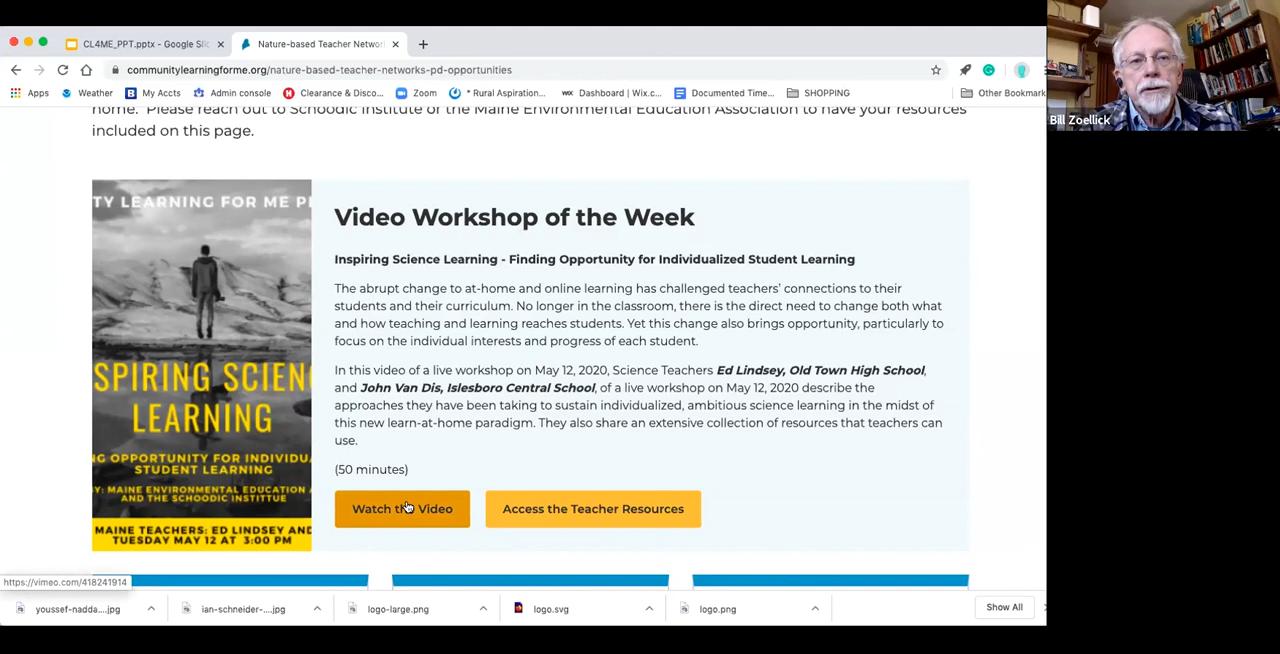 CL4ME_PPT.pptx - Google Slic
Nature-based Teacher Networ
communitylearningforme.org/nature-based-teacher-networks-pd-opportunities
Apps Weather My Accts Admin console Clearance & Disco... Zoom * Rural Aspiration... WIX Dashboard | Wix.c... Documented Time... SHOPPING Other Bookmark
Bill Zoellick
home. Please reach out to Schoodic Institute or the Maine Environmental Education Association to have your resources
included on this page.
TY LEARNING FOR ME P
SPIRING SCIEN
LEARNING
NG OPPORTUNITY FOR INDIVIDU
STUDENT LEARNING
Y: MAINE ENVIRONMENTAL EDUCATION A
AND THE SCHOODIC INSTITTUE
MAINE TEACHERS: ED LINDSEY AND
TUESDAY MAY 12 AT 3:00 PM
Video Workshop of the Week
Inspiring Science Learning - Finding Opportunity for Individualized Student Learning
The abrupt change to at-home and online learning has challenged teachers' connections to their
students and their curriculum. No longer in the classroom, there is the direct need to change both what
and how teaching and learning reaches students. Yet this change also brings opportunity, particularly to
focus on the individual interests and progress of each student.
In this video of a live workshop on May 12, 2020, Science Teachers Ed Lindsey, Old Town High School,
and John Van Dis, Islesboro Central School, of a live workshop on May 12, 2020 describe the
approaches they have been taking to sustain individualized, ambitious science learning in the midst of
this new learn-at-home paradigm. They also share an extensive collection of resources that teachers can
use.
(50 minutes)
Watch the Video
Access the Teacher Resources
https://vimeo.com/418241914
youssef-nadda....jpg
ian-schneider-....jpg
logo-large.png
logo.svg
logo.png
Show All